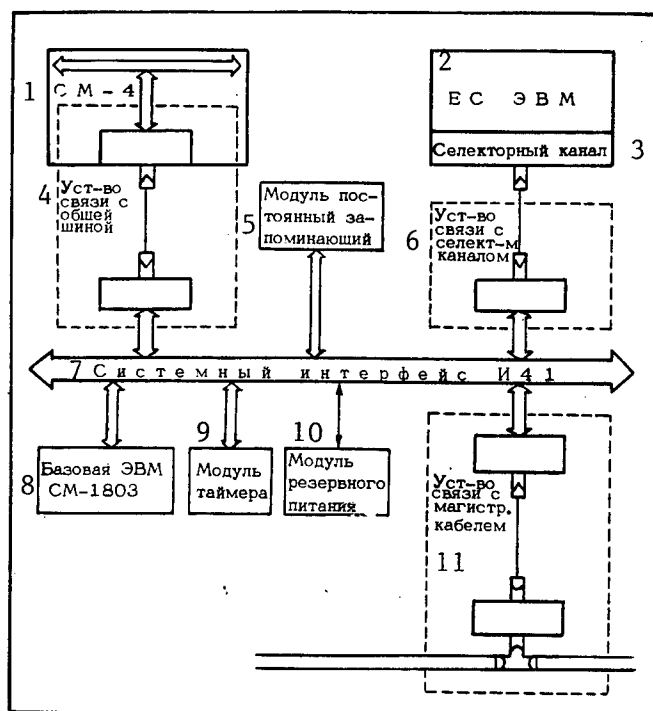 1
СМ-4
2
ЕС ЭВМ
Селекторный канал
3
4
Уст-во
связи с
обшей
шиной
5
Модуль пос-
тоянный за-
поминающий
6
Уст-во
связи с
селект-м
каналом
7 Системный интерфейс И41
8
Базовая ЭВМ
СМ-1803
9
Модуль
таймера
10
Модуль
резервного
питания
Уст-во
связи с
магистр.
кабелем
11